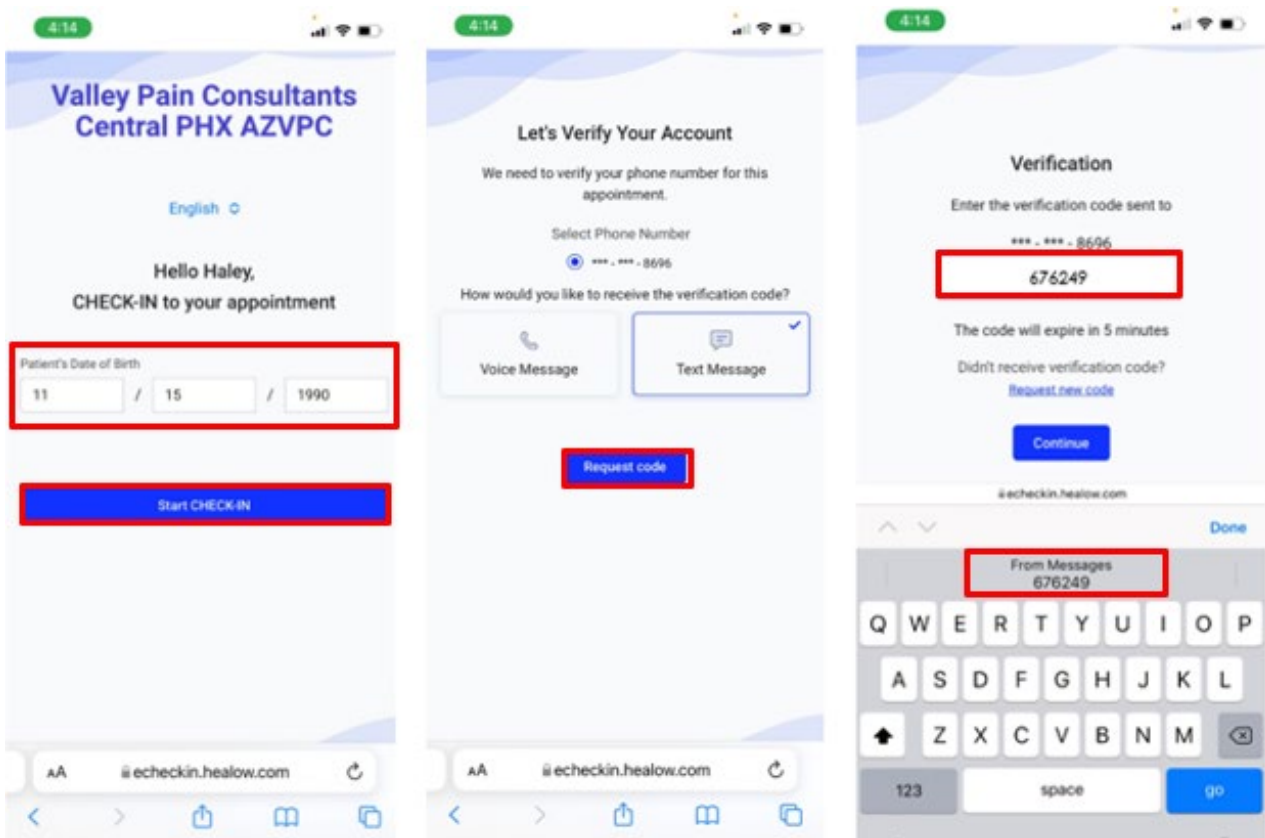 4:14
Valley Pain Consultants
Central PHX AZVPC
English
Hello Haley,
CHECK-IN to your appointment
Patient's Date of Birth
11 / 15 / 1990
Start CHECK-IN
AA echeckin.healow.com
4:14
Let's Verify Your Account
We need to verify your phone number for this
appointment.
Select Phone Number
*** - *** - 8696
How would you like to receive the verification code?
Voice Message
Text Message
Request code
AA echeckin.healow.com
4:14
Verification
Enter the verification code sent to
*** - *** - 8696
676249
The code will expire in 5 minutes
Didn't receive verification code?
Request new code
Continue
echeckin.healow.com
Done
From Messages
676249
Q W E R T Y U I O P
A S D F G H J K L
Z X C V B N M
123 space go